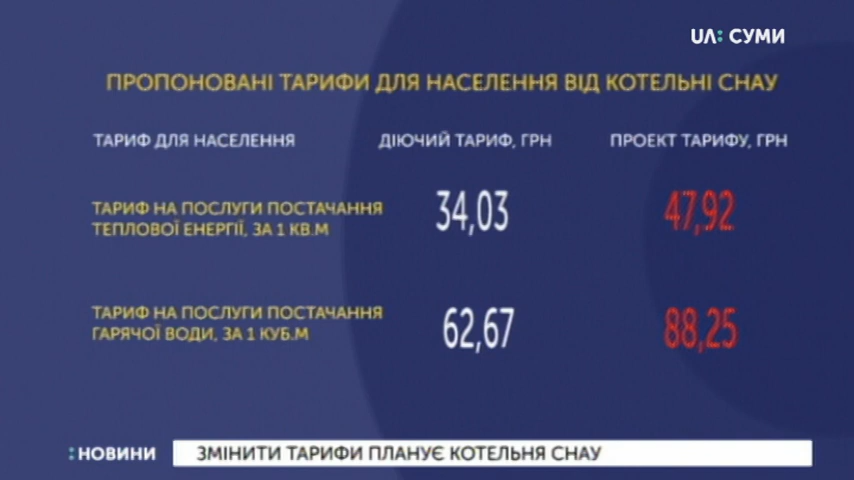 UA: СУМИ
ПРОПОНОВАНІ ТАРИФИ ДЛЯ НАСЕЛЕННЯ ВІД КОТЕЛЬНІ СНАУ
ТАРИФ ДЛЯ НАСЕЛЕННЯ ДІЮЧИЙ ТАРИФ, ГРН ПРОЕКТ ТАРИФУ, ГРН
ТАРИФ НА ПОСЛУГИ ПОСТАЧАННЯ
ТЕПЛОВОЇ ЕНЕРГІЇ, ЗА 1 КВ.М
34,03 47,92
ТАРИФ НА ПОСЛУГИ ПОСТАЧАННЯ
ГАРЯЧОЇ ВОДИ, ЗА 1 КУБ.М
62,67 88,25
:НОВИНИ ЗМІНИТИ ТАРИФИ ПЛАНУЄ КОТЕЛЬНЯ СНАУ